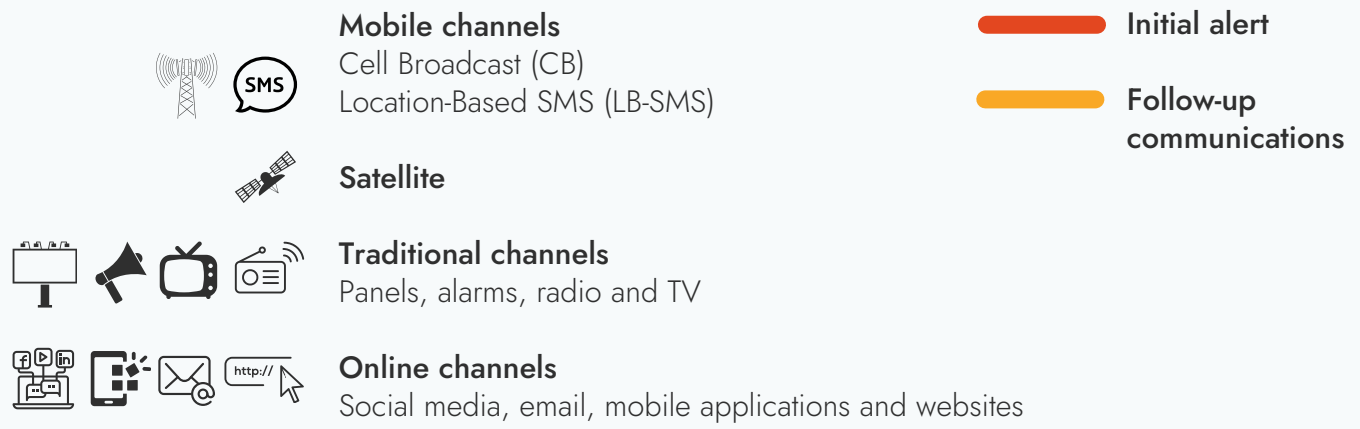 Mobile channels
Cell Broadcast (CB)
Location-Based SMS (LB-SMS)
SMS
Satellite
Traditional channels
Panels, alarms, radio and TV
f
in
http://
@
Online channels
Social media, email, mobile applications and websites
Initial alert
Follow-up
communications